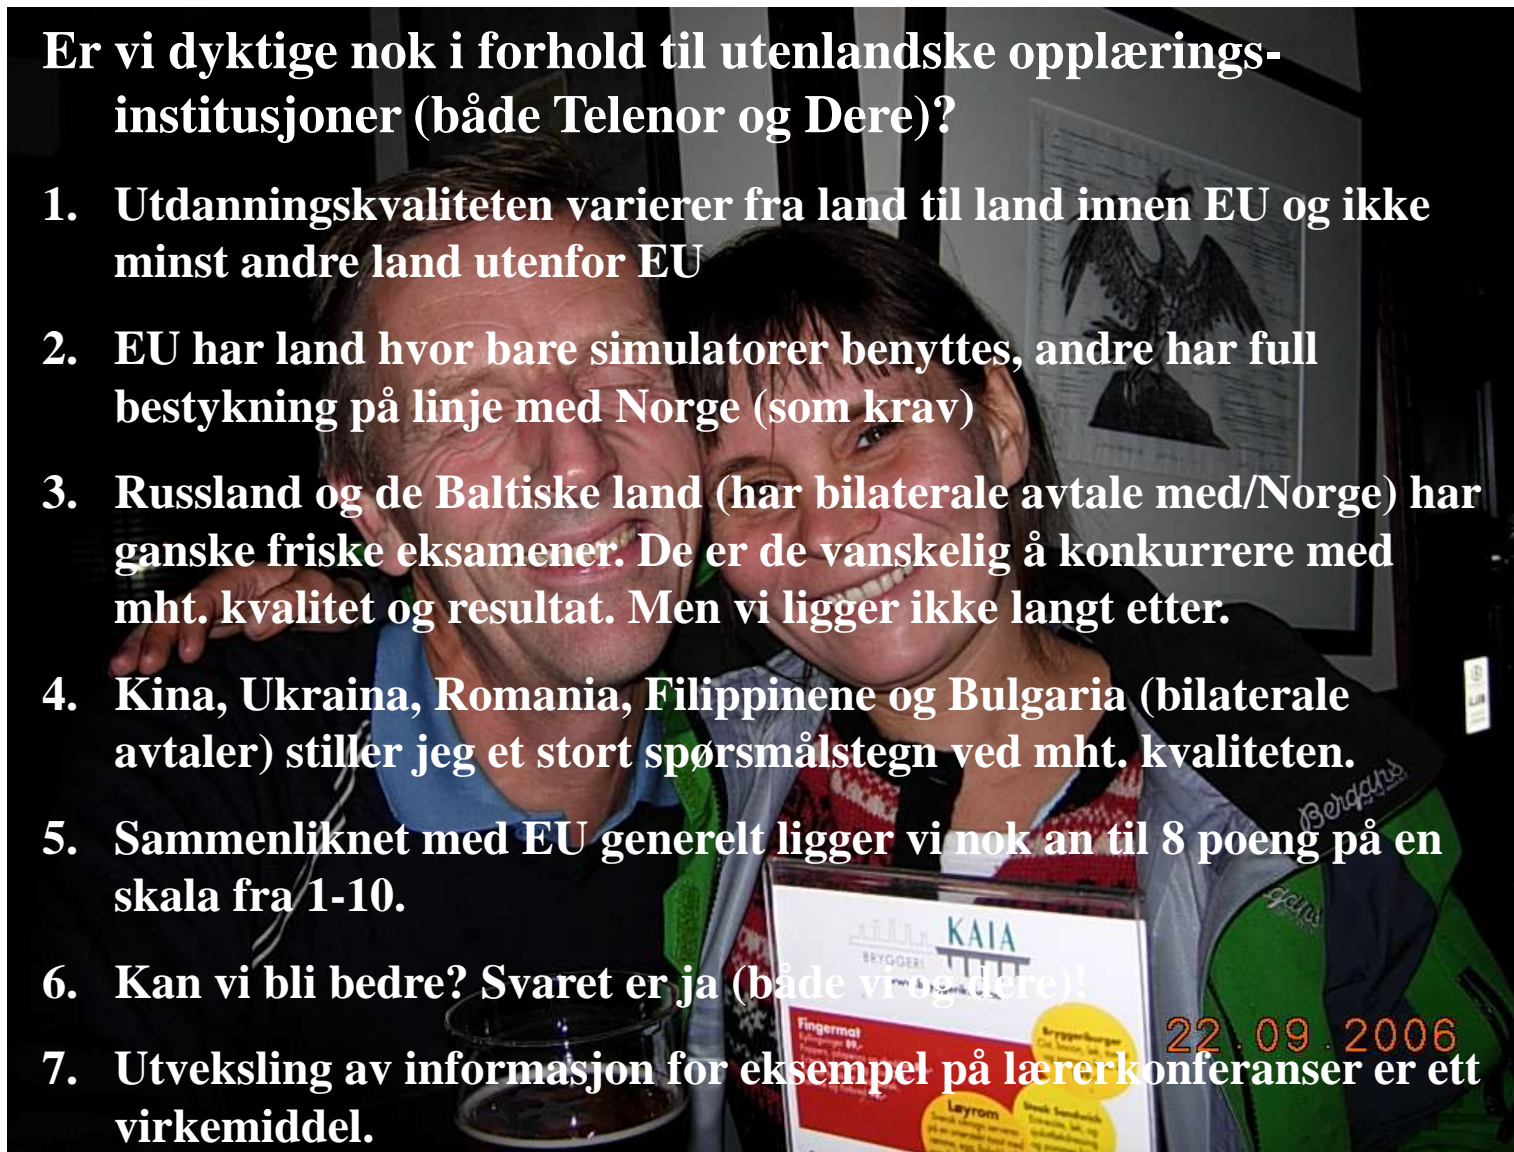 Er vi dyktige nok i forhold til utenlandske opplærings-
institusjoner (både Telenor og Dere)?
1. Utdanningskvaliteten varierer fra land til land innen EU og ikke
minst andre land utenfor EU
2. EU har land hvor bare simulatorer benyttes, andre har full
bestykning på linje med Norge (som krav)
3. Russland og de Baltiske land (har bilaterale avtale med/Norge) har
ganske friske eksamener. De er de vanskelig å konkurrere med
mht. kvalitet og resultat. Men vi ligger ikke langt etter.
4. Kina, Ukraina, Romania, Filippinene og Bulgaria (bilaterale
avtaler) stiller jeg et stort spørsmålstegn ved mht. kvaliteten.
Bergans
5. Sammenliknet med EU generelt ligger vi nok an til 8 poeng på en
skala fra 1-10.
KAIA
BRYGGERI
6. Kan vi bli bedre? Svaret er ja (både vi og dere)!
Fingermat
Bryggeriburger
22.09.2006
7. Utveksling av informasjon for eksempel på lærerkonferanser er ett
virkemiddel.
Løyrom
Steak Sandwich